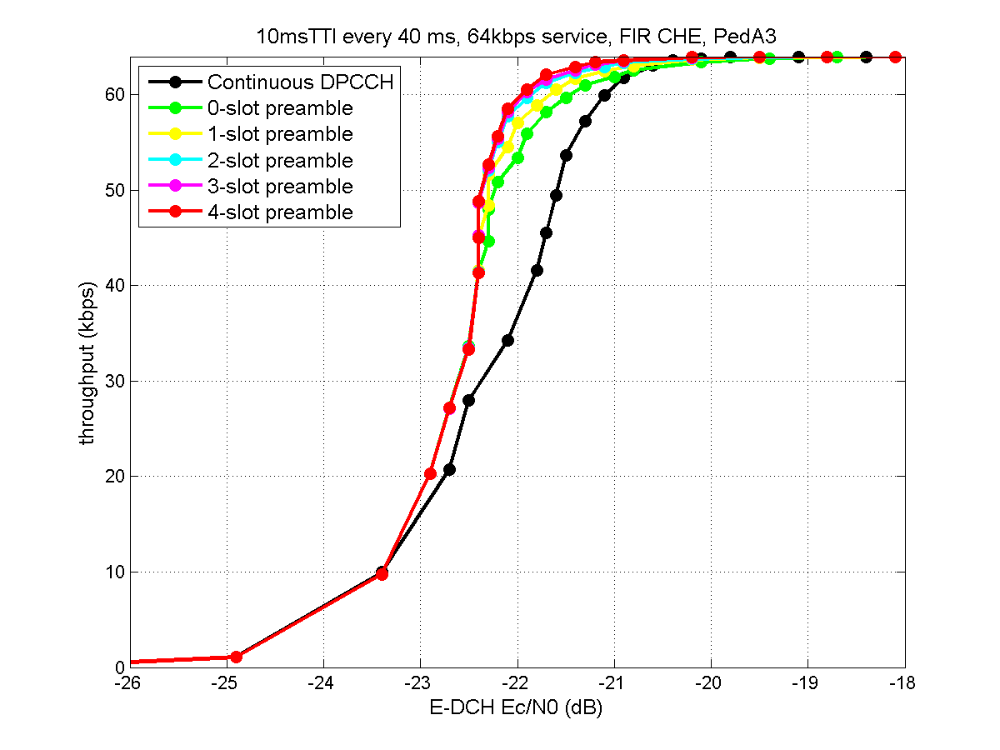 10msTTI every 40 ms, 64kbps service, FIR CHE, PedA3
Continuous DPCCH
0-slot preamble
1-slot preamble
2-slot preamble
3-slot preamble
4-slot preamble
60
50
40
30
20
10
0
throughput (kbps)
-26 -25 -24 -23 -22 -21 -20 -19 -18
E-DCH Ec/N0 (dB)